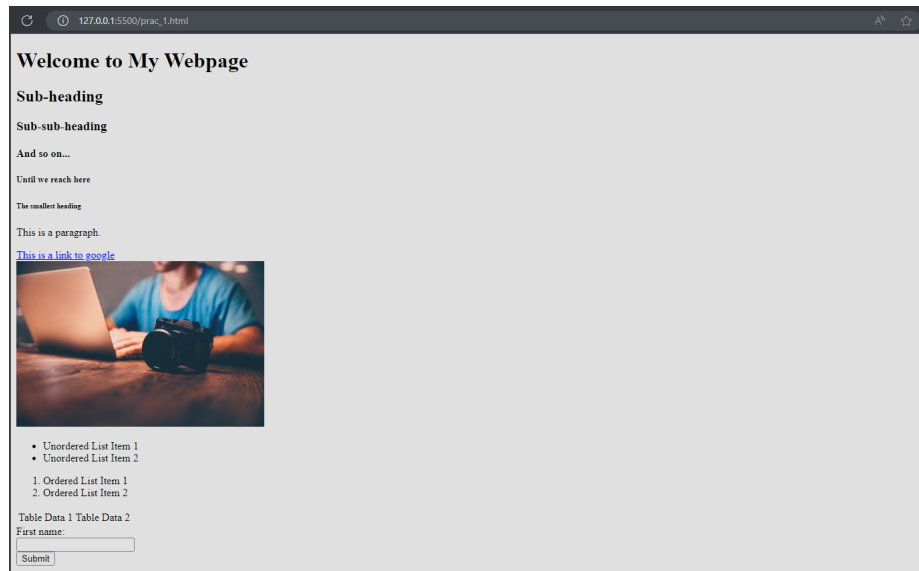 127.0.0.1:5500/prac_1.html
Welcome to My Webpage
Sub-heading
Sub-sub-heading
And so on...
Until we reach here
The smallest heading
This is a paragraph.
This is a link to google
Unordered List Item 1
Unordered List Item 2
1. Ordered List Item 1
2. Ordered List Item 2
Table Data 1 Table Data 2
First name:
Submit